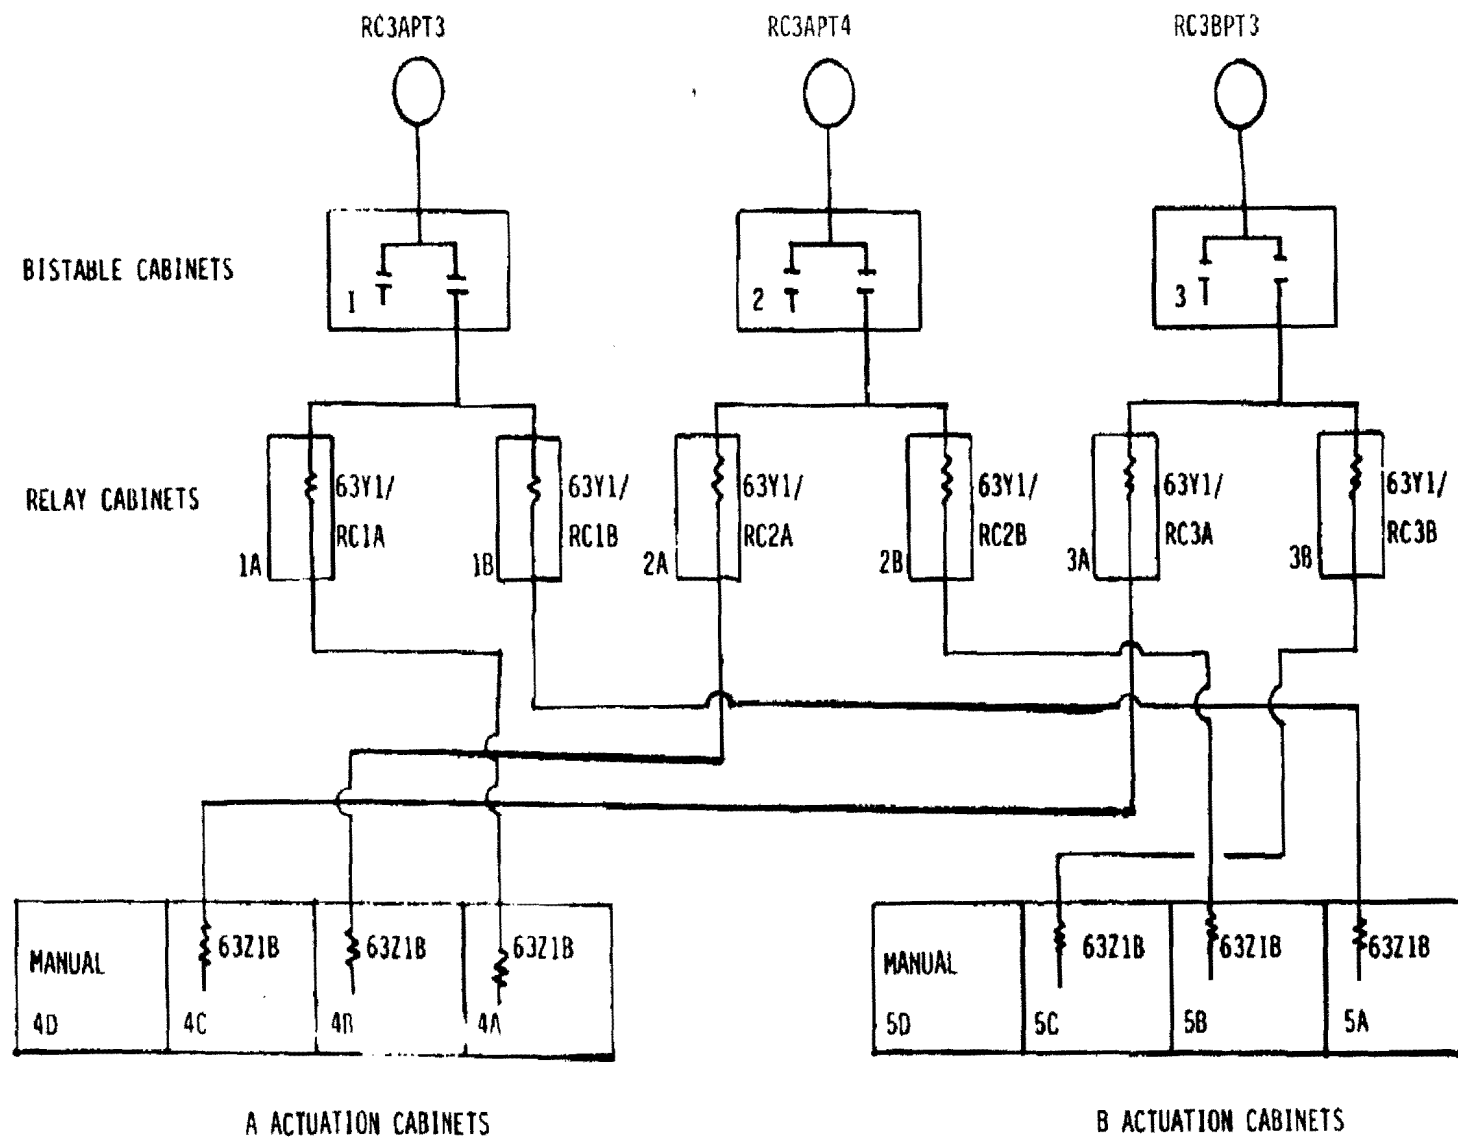 RC3APT3
RC3APT4
RC3BPT3
BISTABLE CABINETS
1
2
3
RELAY CABINETS
63Y1/
RC1A
1A
63Y1/
RC1B
1B
63Y1/
RC2A
2A
63Y1/
RC2B
2B
63Y1/
RC3A
3A
63Y1/
RC3B
3B
MANUAL
4D
63Z1B
4C
63Z1B
4B
63Z1B
4A
MANUAL
5D
63Z1B
5C
63Z1B
5B
63Z1B
5A
A ACTUATION CABINETS
B ACTUATION CABINETS